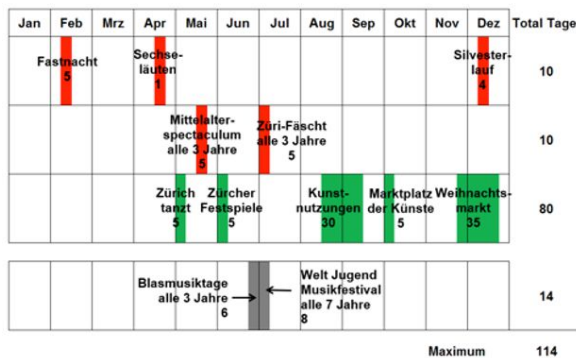 Jan Feb Mrz Apr Mai Jun Jul Aug Sep Okt Nov Dez Total Tage
Fastnacht
5
Sechse-
läuten
1
Silvester-
lauf
4
10
Mittelalter-
spectaculum
alle 3 Jahre
5
Züri-Fäscht
alle 3 Jahre
5
10
Zürich
tanzt
5
Zürcher
Festspiele
5
Kunst-
nutzungen
30
Marktplatz
der Künste
5
Weihnachts-
markt
35
80
Blasmusiktage
alle 3 Jahre
6
Welt Jugend
Musikfestival
alle 7 Jahre
8
14
Maximum 114